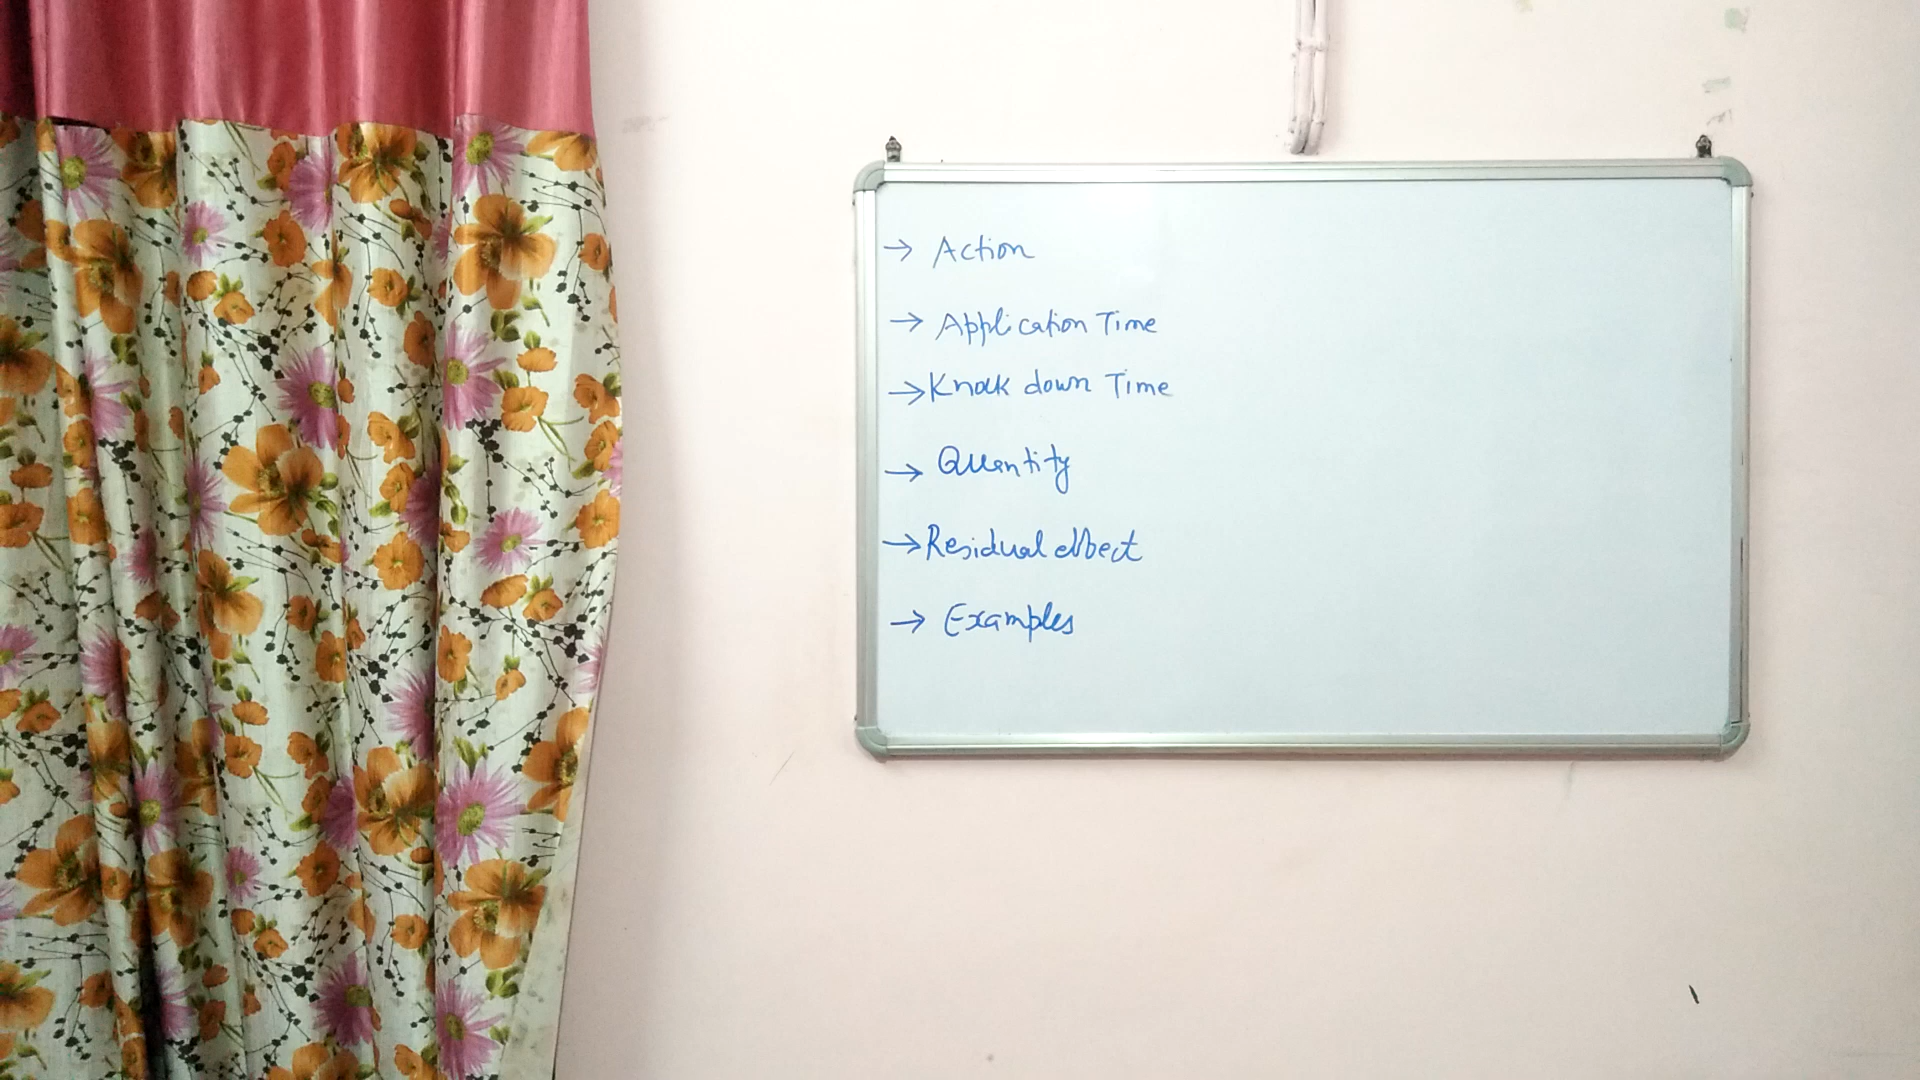 → Action
→ Application Time
→ Knock down Time
→ Quantity
→ Residual effect
→ Examples